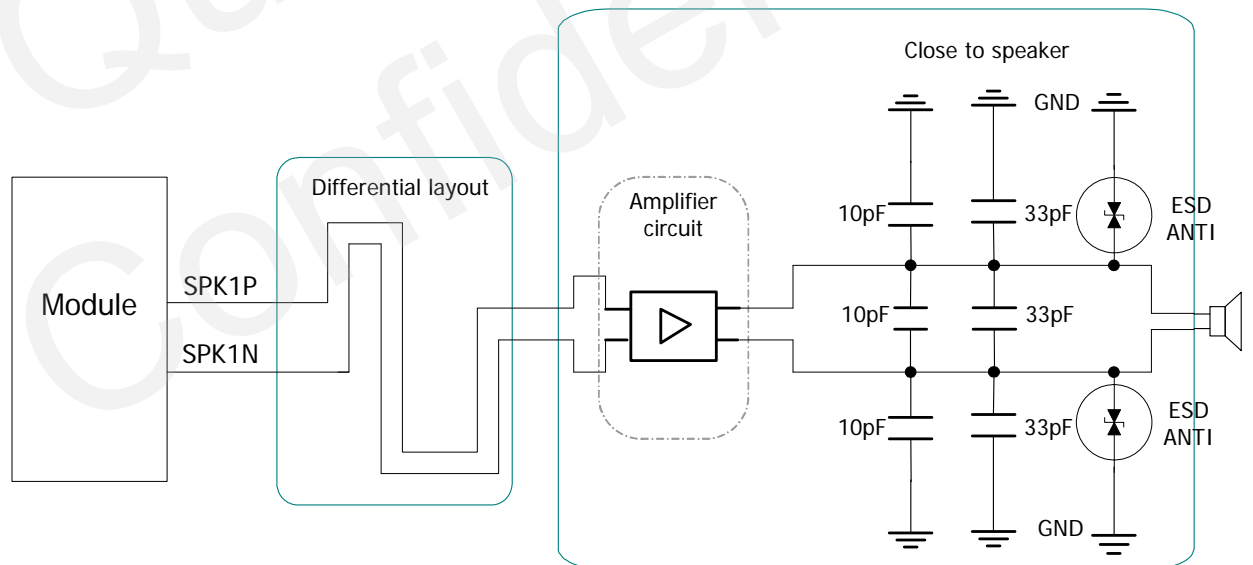 Close to speaker
GND
Differential layout
Amplifier
circuit
10pF
33pF
ESD
ANTI
SPK1P
Module
10pF
33pF
SPK1N
10pF
33pF
ESD
ANTI
GND